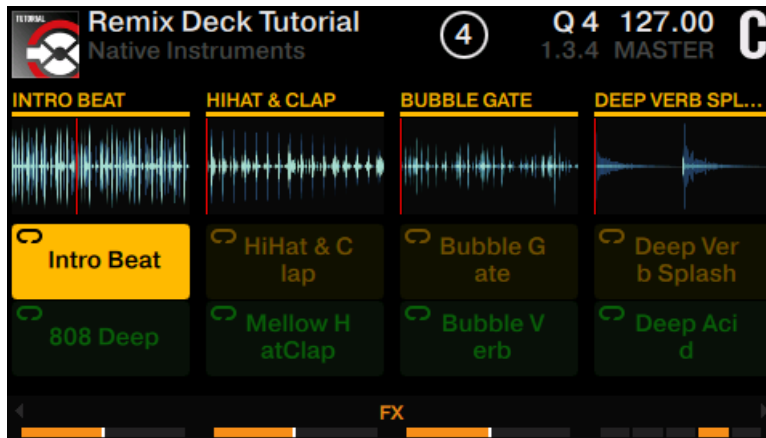 TUTORIAL
Remix Deck Tutorial
Native Instruments
4
Q 4 127.00
1.3.4 MASTER
C
INTRO BEAT HIHAT & CLAP BUBBLE GATE DEEP VERB SPL...
Intro Beat
HiHat & C
lap
Bubble G
ate
Deep Ver
b Splash
808 Deep
Mellow H
atClap
Bubble V
erb
Deep Aci
d
FX